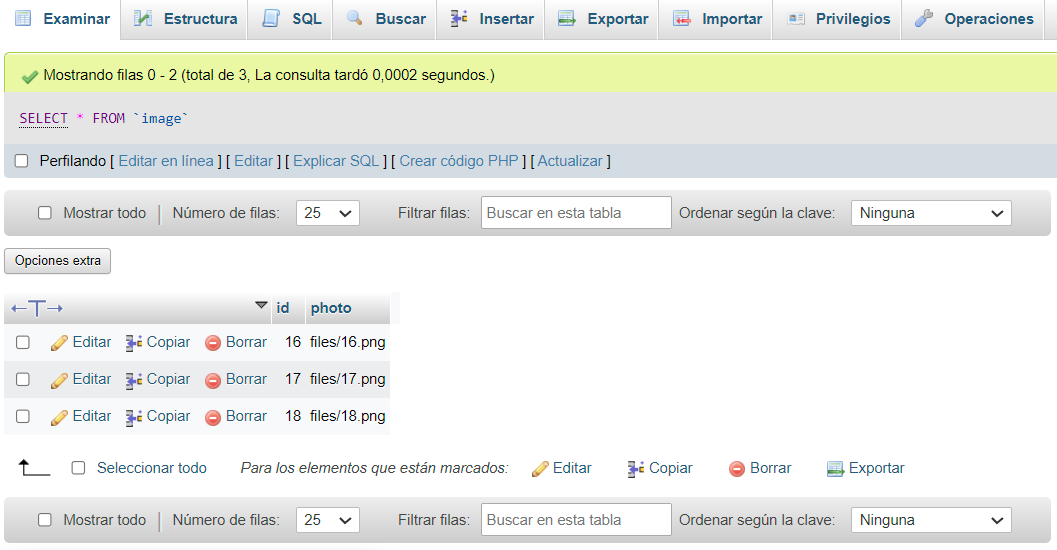 Examinar Estructura SQL Buscar Insertar Exportar Importar Privilegios Operaciones
Mostrando filas 0 - 2 (total de 3, La consulta tardó 0,0002 segundos.)
SELECT * FROM `image`
Perfilando [ Editar en línea ] [ Editar ] [ Explicar SQL ] [ Crear código PHP ] [ Actualizar ]
Mostrar todo | Número de filas: 25 Filtrar filas: Buscar en esta tabla Ordenar según la clave: Ninguna
Opciones extra
←T→ id photo
Editar Copiar Borrar 16 files/16.png
Editar Copiar Borrar 17 files/17.png
Editar Copiar Borrar 18 files/18.png
Seleccionar todo Para los elementos que están marcados: Editar Copiar Borrar Exportar
Mostrar todo | Número de filas: 25 Filtrar filas: Buscar en esta tabla Ordenar según la clave: Ninguna